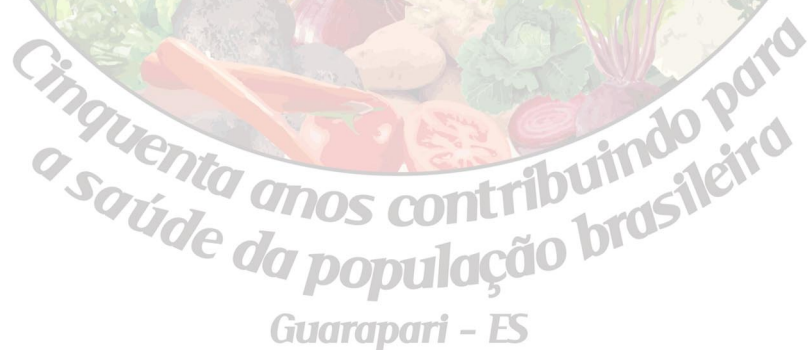 Cinquenta anos contribuindo para
a saúde da população brasileira
Guarapari - ES